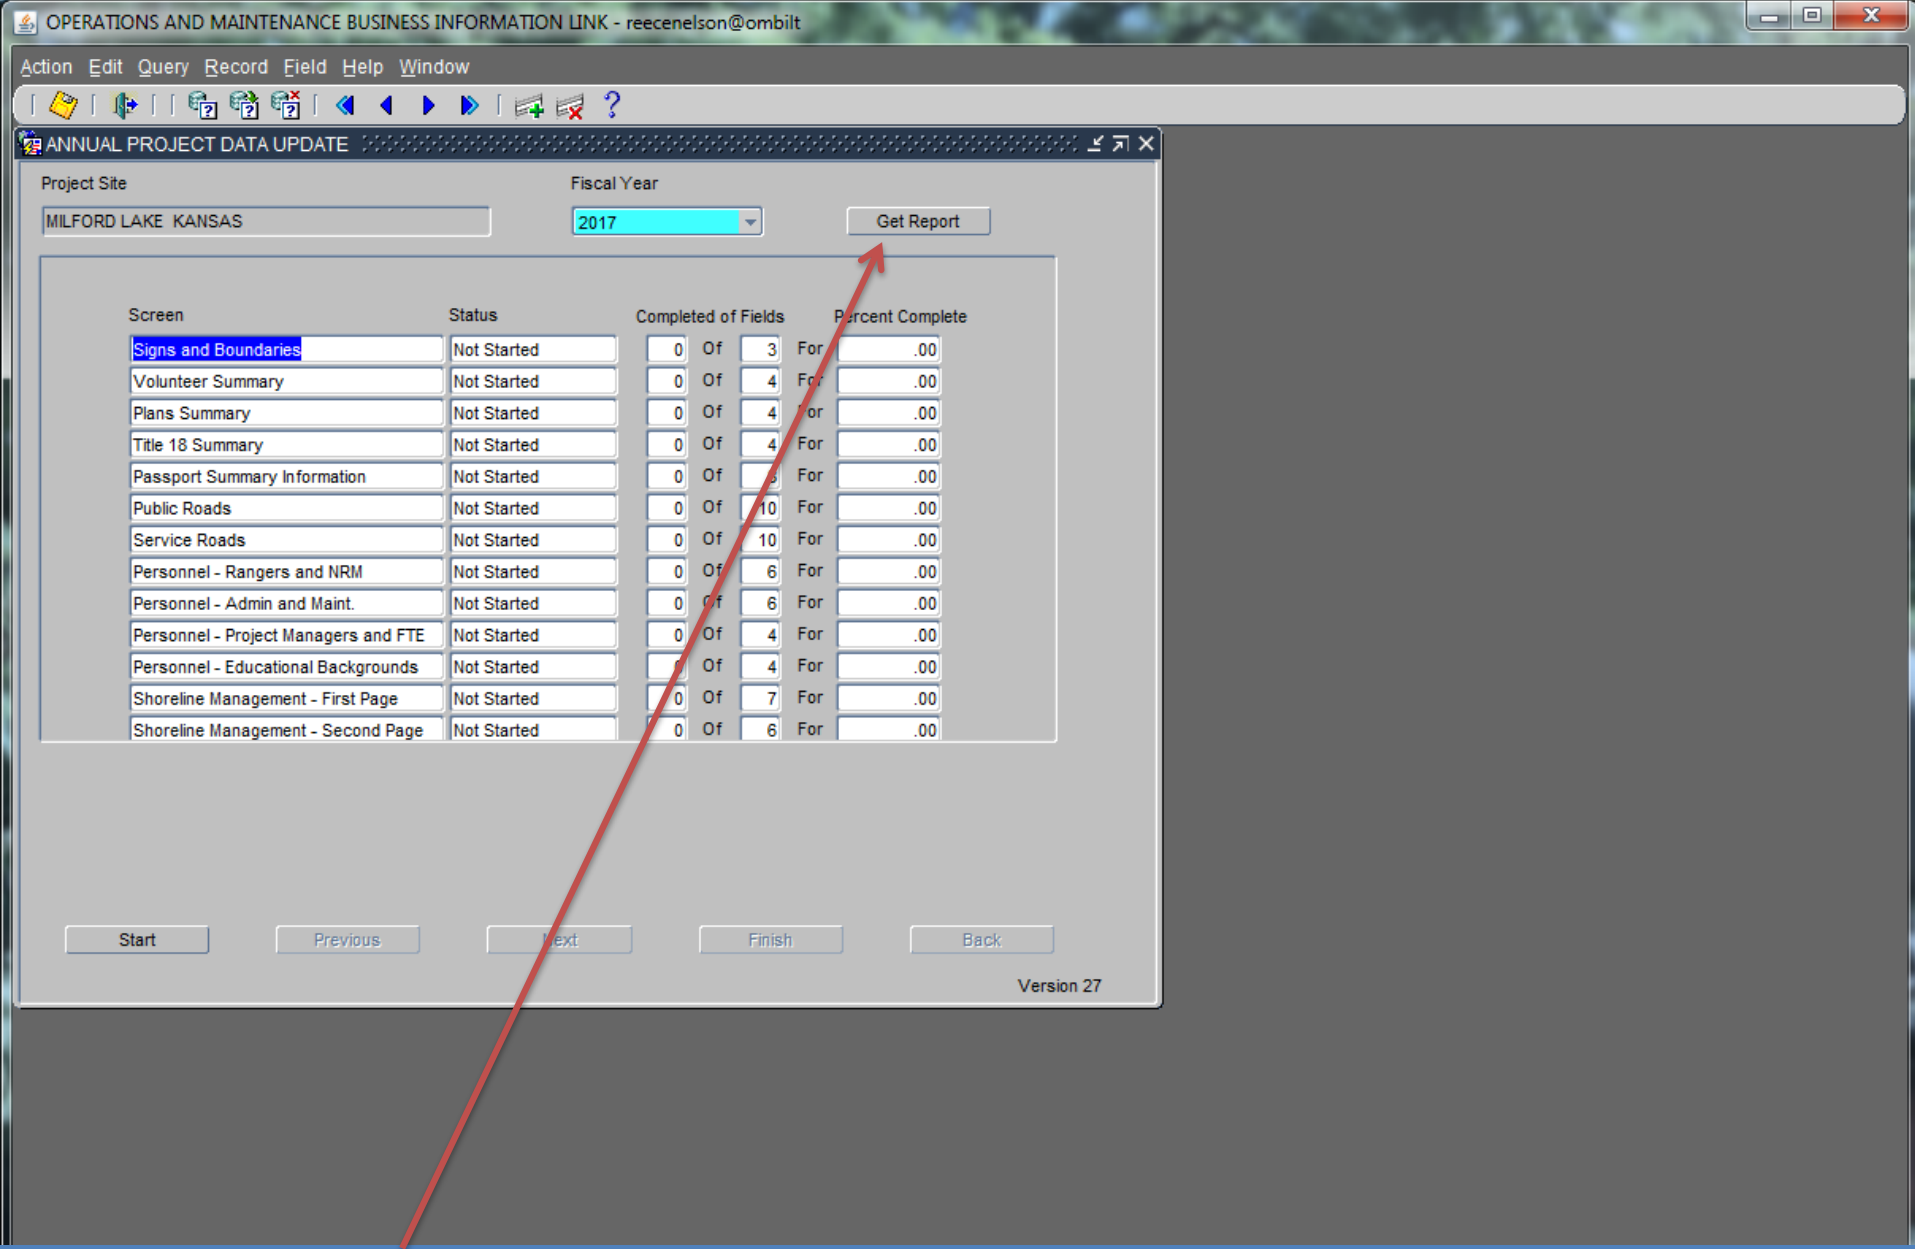 OPERATIONS AND MAINTENANCE BUSINESS INFORMATION LINK - reecenelson@ombilt
Action Edit Query Record Field Help Window
ANNUAL PROJECT DATA UPDATE
Project Site Fiscal Year
MILFORD LAKE KANSAS 2017 Get Report
Screen Status Completed of Fields Percent Complete
Signs and Boundaries Not Started 0 Of 3 For .00
Volunteer Summary Not Started 0 Of 4 For .00
Plans Summary Not Started 0 Of 4 For .00
Title 18 Summary Not Started 0 Of 4 For .00
Passport Summary Information Not Started 0 Of For .00
Public Roads Not Started 0 Of 10 For .00
Service Roads Not Started 0 Of 10 For .00
Personnel - Rangers and NRM Not Started 0 Of 6 For .00
Personnel - Admin and Maint. Not Started 0 Of 6 For .00
Personnel - Project Managers and FTE Not Started 0 Of 4 For .00
Personnel - Educational Backgrounds Not Started 0 Of 4 For .00
Shoreline Management - First Page Not Started 0 Of 7 For .00
Shoreline Management - Second Page Not Started 0 Of 6 For .00
Start Previous Next Finish Back
Version 27